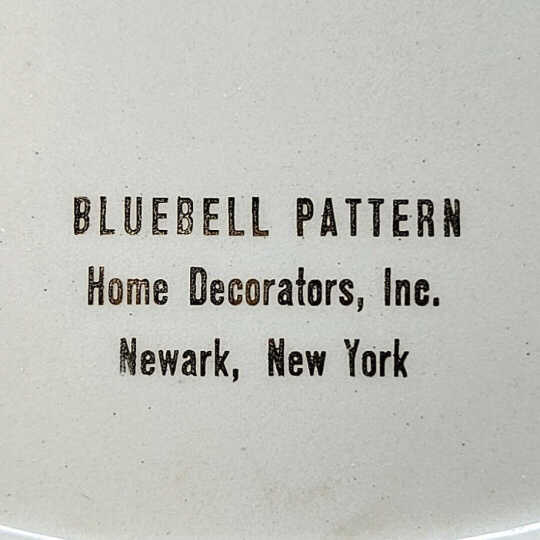 BLUEBELL PATTERN
Home Decorators, Inc.
Newark, New York